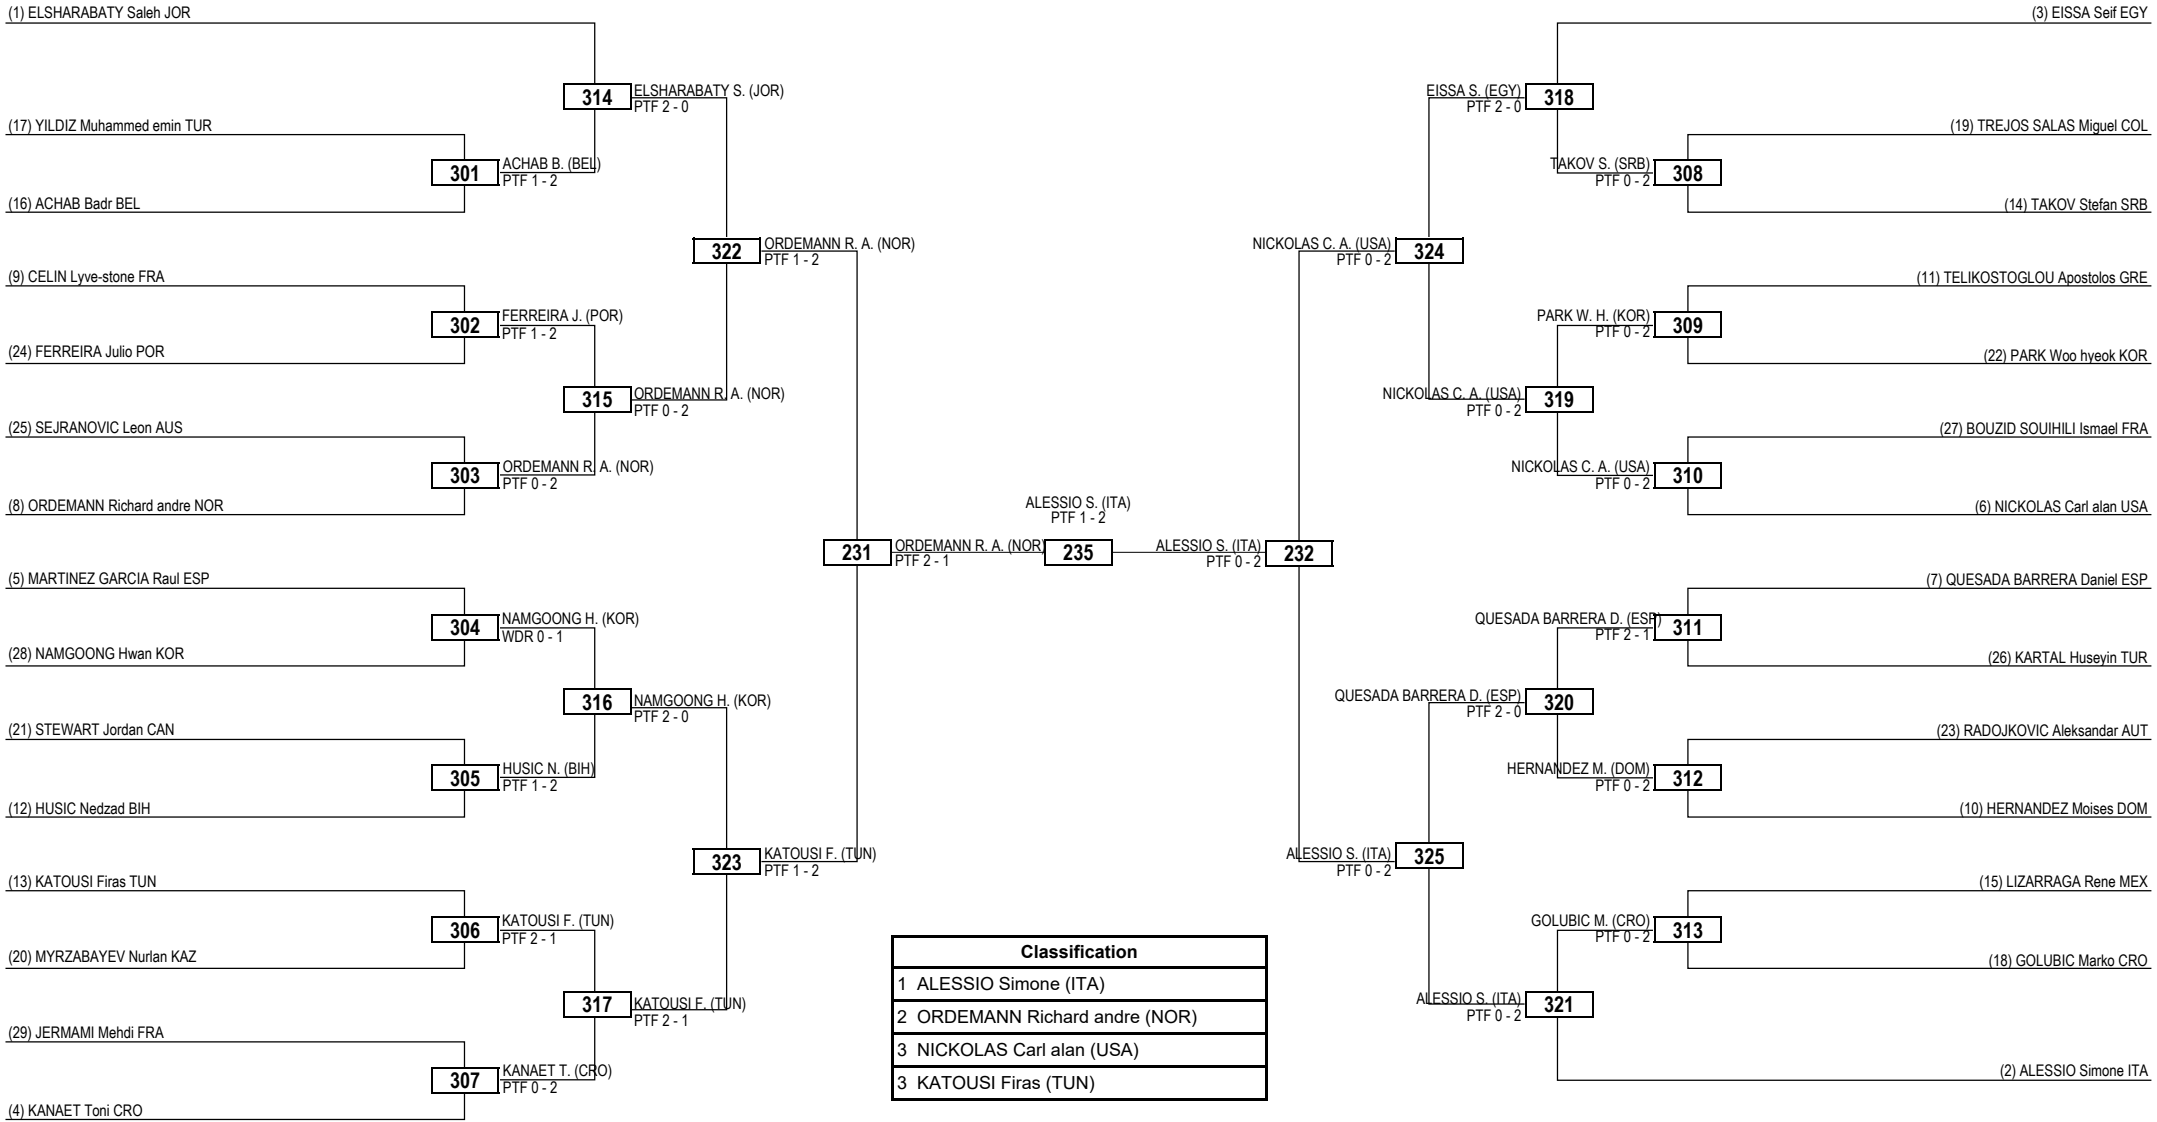 (1) ELSHARABATY Saleh JOR
(17) YILDIZ Muhammed emin TUR
(16) ACHAB Badr BEL
(9) CELIN Lyve-stone FRA
(24) FERREIRA Julio POR
(25) SEJRANOVIC Leon AUS
(8) ORDEMANN Richard andre NOR
(5) MARTINEZ GARCIA Raul ESP
(28) NAMGOONG Hwan KOR
(21) STEWART Jordan CAN
(12) HUSIC Nedzad BIH
(13) KATOUSI Firas TUN
(20) MYRZABAYEV Nurlan KAZ
(29) JERMAMI Mehdi FRA
(4) KANAET Toni CRO
301
ACHAB B. (BEL)
PTF 1 - 2
302
FERREIRA J. (POR)
PTF 1 - 2
303
ORDEMANN R. A. (NOR)
PTF 0 - 2
304
NAMGOONG H. (KOR)
WDR 0 - 1
305
HUSIC N. (BIH)
PTF 1 - 2
306
KATOUSI F. (TUN)
PTF 2 - 1
307
KANAET T. (CRO)
PTF 0 - 2
314
ELSHARABATY S. (JOR)
PTF 2 - 0
315
ORDEMANN R. A. (NOR)
PTF 0 - 2
316
NAMGOONG H. (KOR)
PTF 2 - 0
317
KATOUSI F. (TUN)
PTF 2 - 1
322
ORDEMANN R. A. (NOR)
PTF 1 - 2
323
KATOUSI F. (TUN)
PTF 1 - 2
231
ORDEMANN R. A. (NOR)
PTF 2 - 1
ALESSIO S. (ITA)
PTF 1 - 2
235
ALESSIO S. (ITA)
PTF 0 - 2
232
NICKOLAS C. A. (USA)
PTF 0 - 2
324
ALESSIO S. (ITA)
PTF 0 - 2
325
EISSA S. (EGY)
PTF 2 - 0
318
NICKOLAS C. A. (USA)
PTF 0 - 2
319
QUESADA BARRERA D. (ESP)
PTF 2 - 0
320
ALESSIO S. (ITA)
PTF 0 - 2
321
TAKOV S. (SRB)
PTF 0 - 2
308
PARK W. H. (KOR)
PTF 0 - 2
309
NICKOLAS C. A. (USA)
PTF 0 - 2
310
QUESADA BARRERA D. (ESP)
PTF 2 - 1
311
HERNANDEZ M. (DOM)
PTF 0 - 2
312
GOLUBIC M. (CRO)
PTF 0 - 2
313
(3) EISSA Seif EGY
(19) TREJOS SALAS Miguel COL
(14) TAKOV Stefan SRB
(11) TELIKOSTOGLOU Apostolos GRE
(22) PARK Woo hyeok KOR
(27) BOUZID SOUIHILI Ismael FRA
(6) NICKOLAS Carl alan USA
(7) QUESADA BARRERA Daniel ESP
(26) KARTAL Huseyin TUR
(23) RADOJKOVIC Aleksandar AUT
(10) HERNANDEZ Moises DOM
(15) LIZARRAGA Rene MEX
(18) GOLUBIC Marko CRO
(2) ALESSIO Simone ITA
Classification
1 ALESSIO Simone (ITA)
2 ORDEMANN Richard andre (NOR)
3 NICKOLAS Carl alan (USA)
3 KATOUSI Firas (TUN)